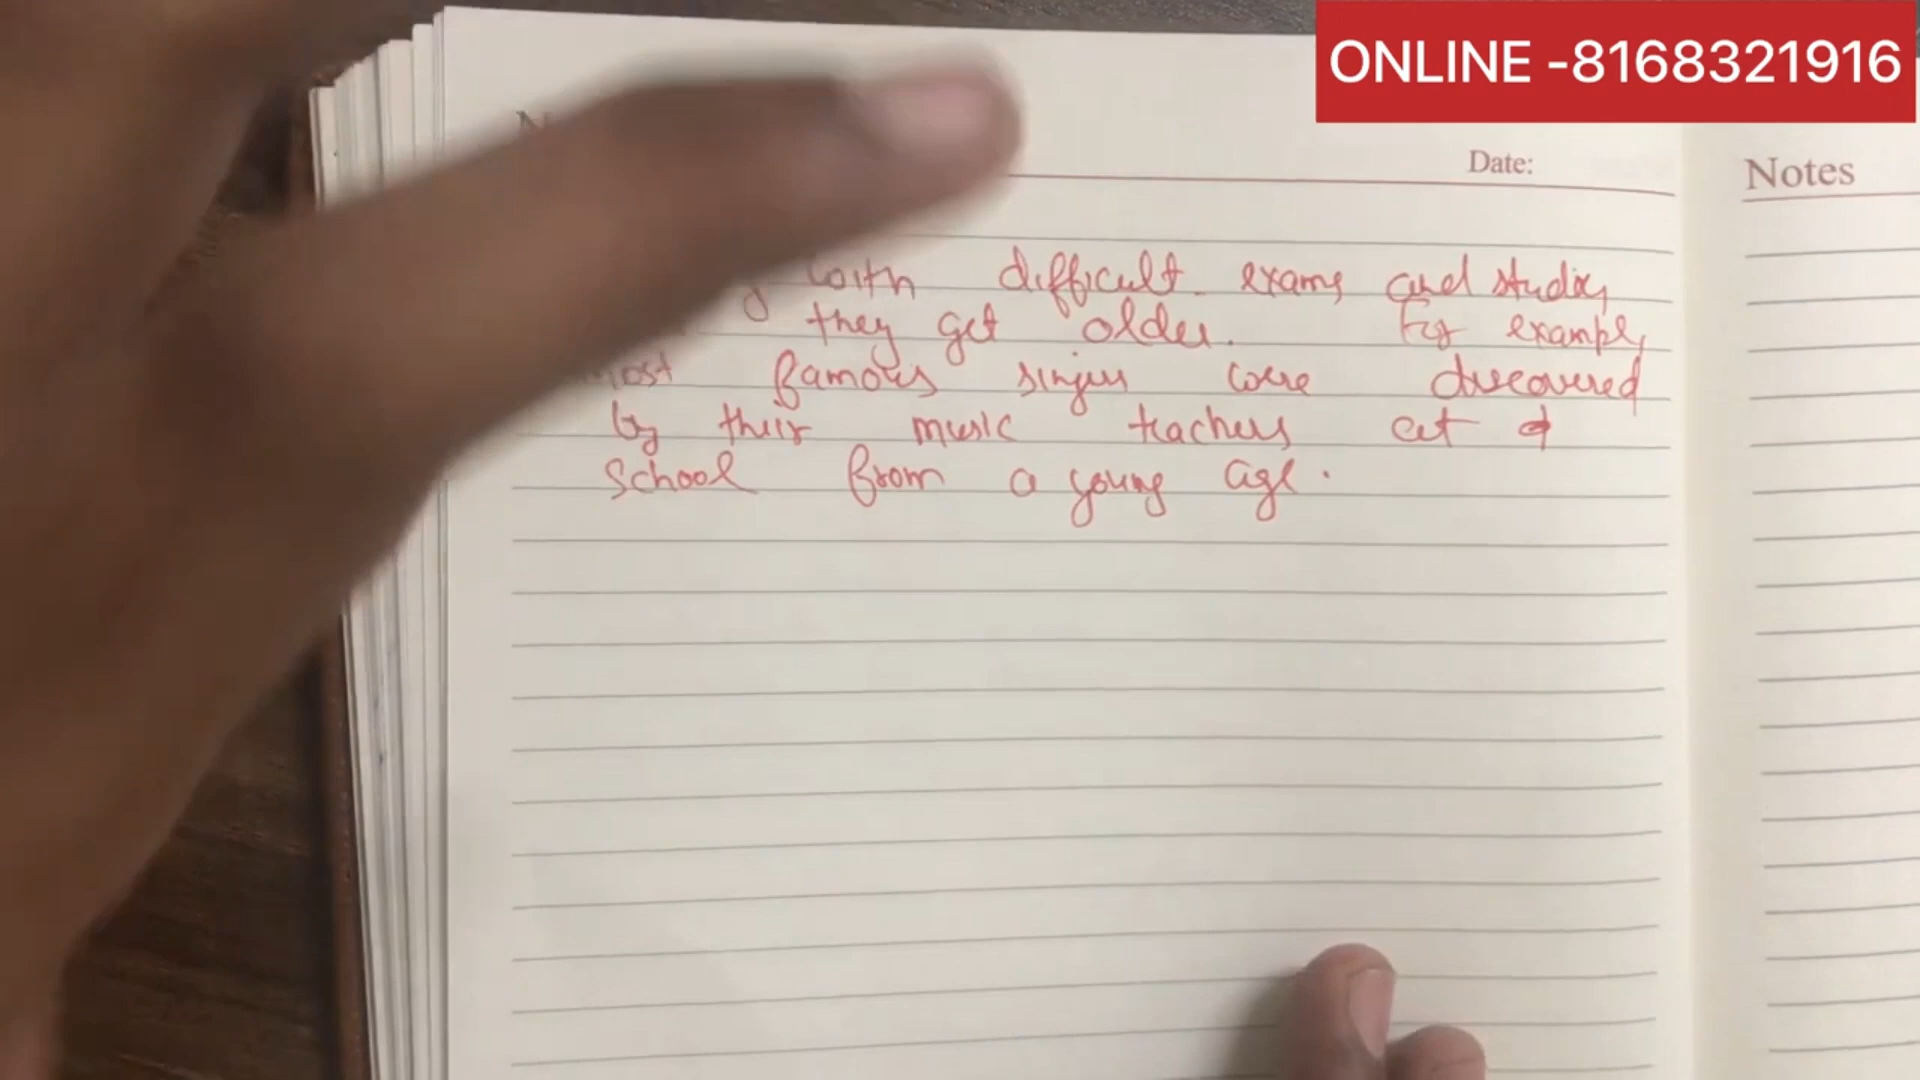 ONLINE -8168321916
Date:
Notes
with difficult exams and studies
they get older. For example,
most famous singers were discovered
by their music teachers at
school from a young age.